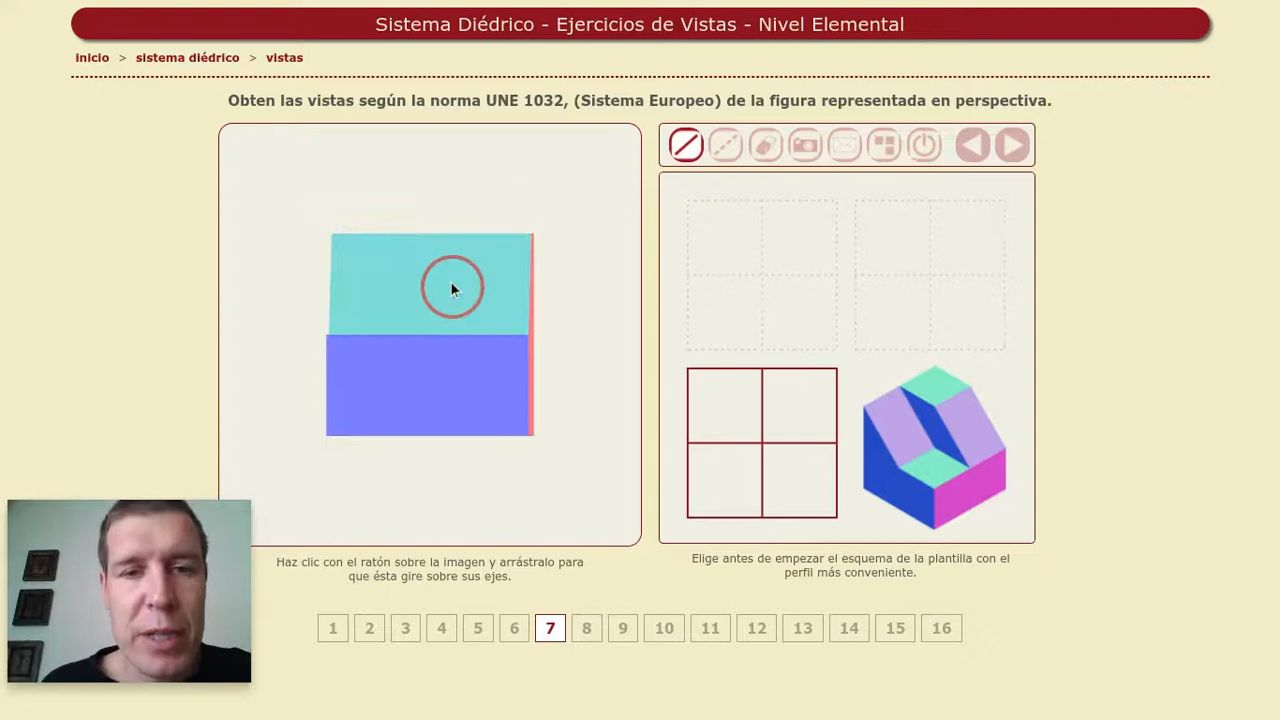 Sistema Diédrico - Ejercicios de Vistas - Nivel Elemental
inicio > sistema diédrico > vistas
Obten las vistas según la norma UNE 1032, (Sistema Europeo) de la figura representada en perspectiva.
Haz clic con el ratón sobre la imagen y arrástralo para
que ésta gire sobre sus ejes.
Elige antes de empezar el esquema de la plantilla con el
perfil más conveniente.
1 2 3 4 5 6 7 8 9 10 11 12 13 14 15 16